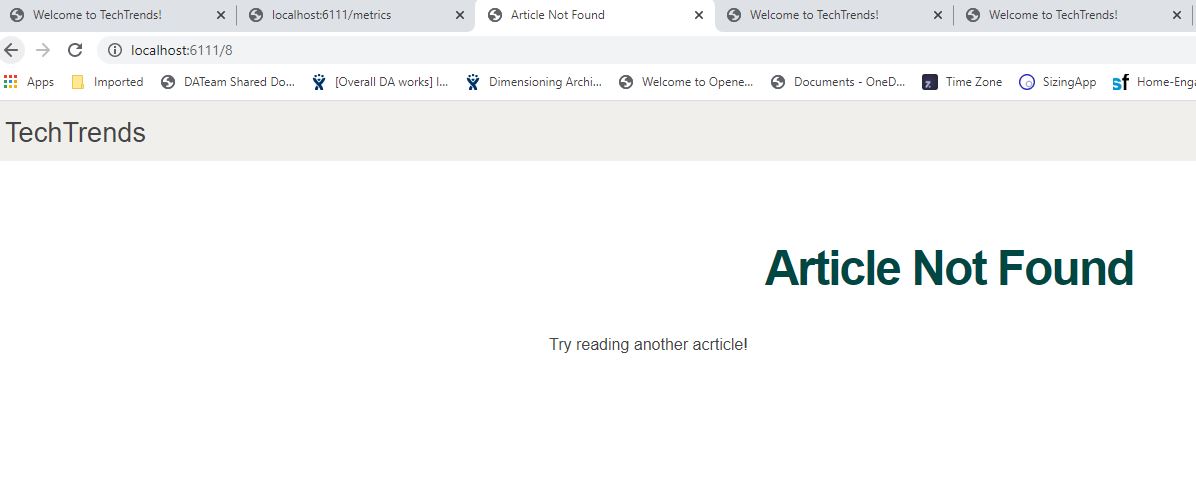 Welcome to TechTrends! localhost:6111/metrics Article Not Found Welcome to TechTrends! Welcome to TechTrends!
localhost:6111/8
Apps Imported DATeam Shared Do... [Overall DA works] I... Dimensioning Archi... Welcome to Opene... Documents - OneD... Time Zone SizingApp sf Home-Eng
TechTrends
Article Not Found
Try reading another acrticle!